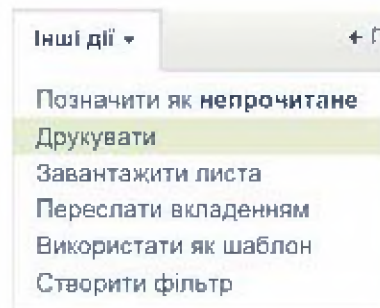 Інші дії
Позначити як непрочитане
Друкувати
Завантажити листа
Переслати вкладенням
Використати як шаблон
Створити фільтр